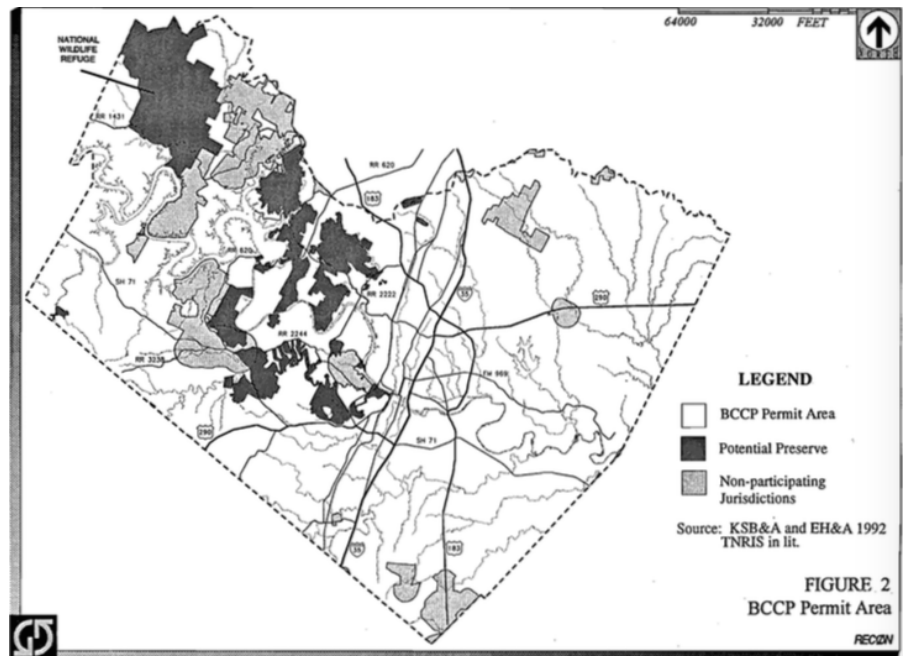 64000 32000 FEET
NORTH
NATIONAL
WILDLIFE
REFUGE
RR 1431
RR 620
183
RR 620
SH 71
35
290
RR 2222
RR 2244
RR 3238
FM 969
290
SH 71
35
183
LEGEND
BCCP Permit Area
Potential Preserve
Non-participating
Jurisdictions
Source: KSB&A and EH&A 1992
TNRIS in lit.
FIGURE 2
BCCP Permit Area
RECON